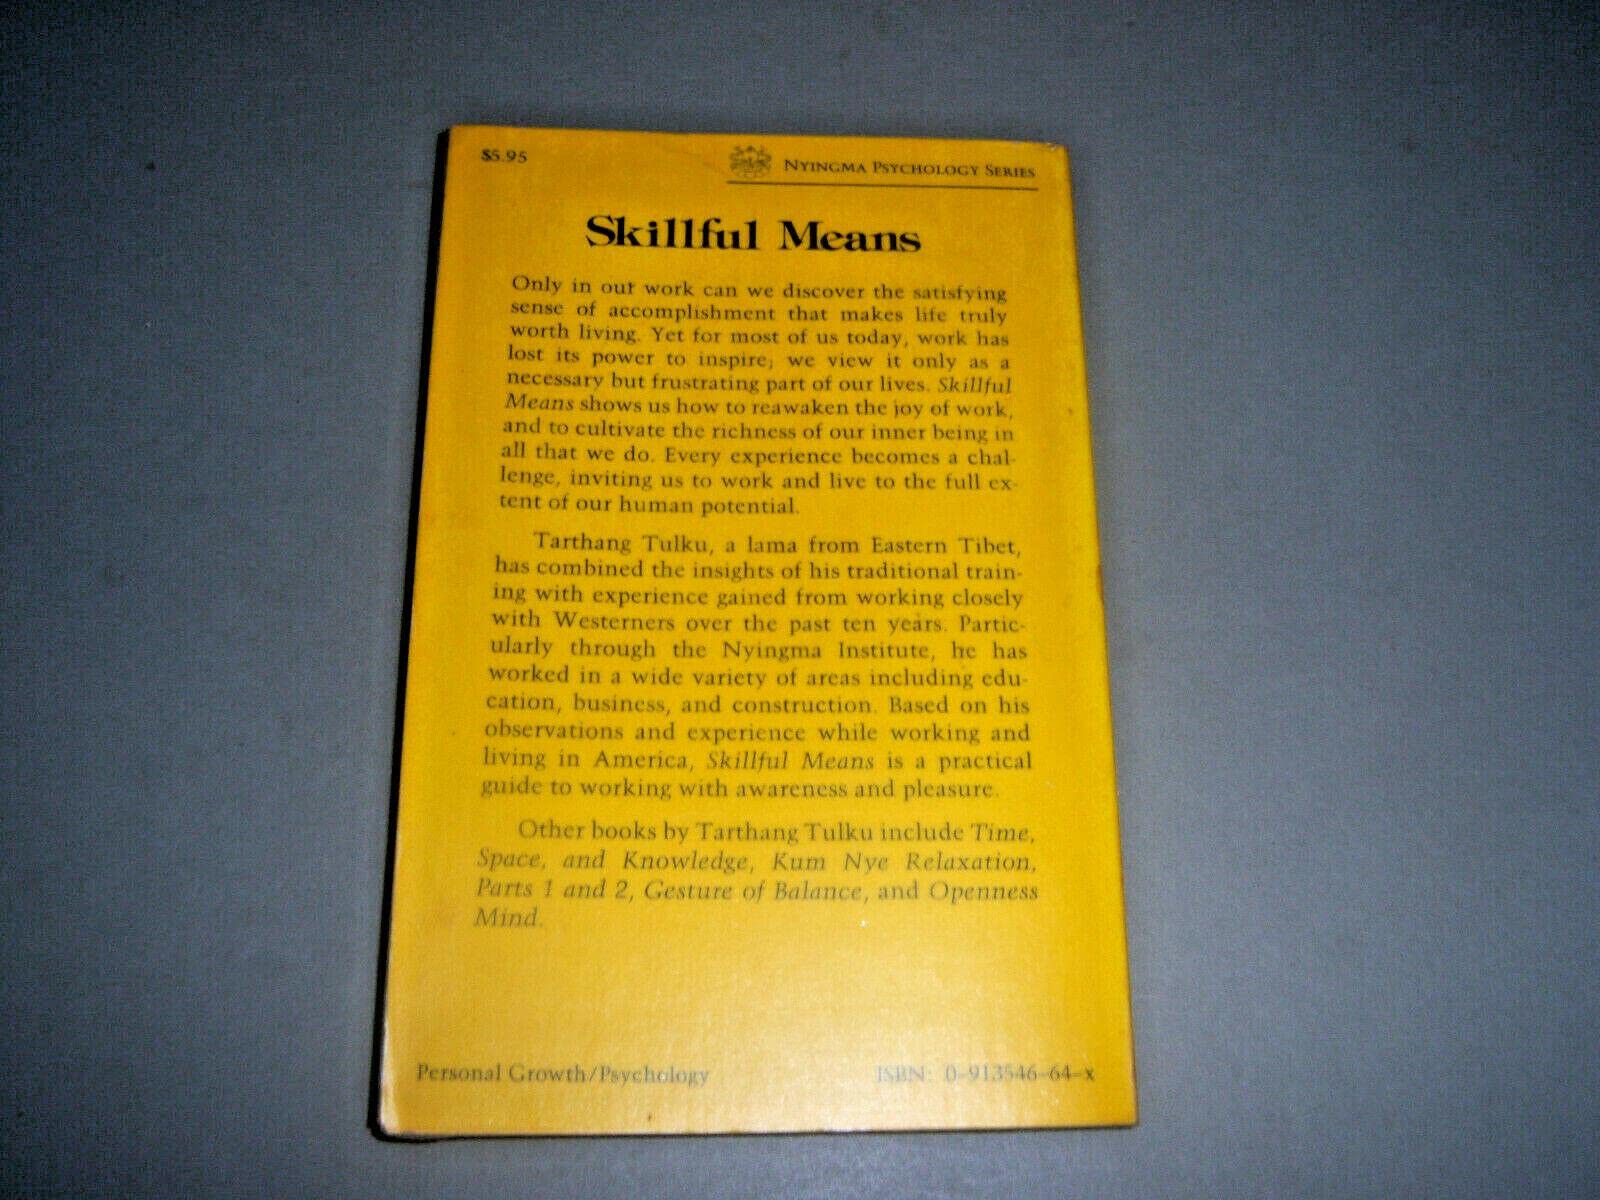 $5.95
NYINGMA PSYCHOLOGY SERIES
Skillful Means
Only in our work can we discover the satisfying
sense of accomplishment that makes life truly
worth living. Yet for most of us today, work has
lost its power to inspire; we view it only as a
necessary but frustrating part of our lives. Skillful
Means shows us how to reawaken the joy of work,
and to cultivate the richness of our inner being in
all that we do. Every experience becomes a chal-
lenge, inviting us to work and live to the full ex-
tent of our human potential.
Tarthang Tulku, a lama from Eastern Tibet,
has combined the insights of his traditional train-
ing with experience gained from working closely
with Westerners over the past ten years. Partic-
ularly through the Nyingma Institute, he has
worked in a wide variety of areas including edu-
cation, business, and construction. Based on his
observations and experience while working and
living in America, Skillful Means is a practical
guide to working with awareness and pleasure.
Other books by Tarthang Tulku include Time,
Space, and Knowledge, Kum Nye Relaxation,
Parts 1 and 2, Gesture of Balance, and Openness
Mind.
Personal Growth/Psychology
ISBN: 0-913546-64-x